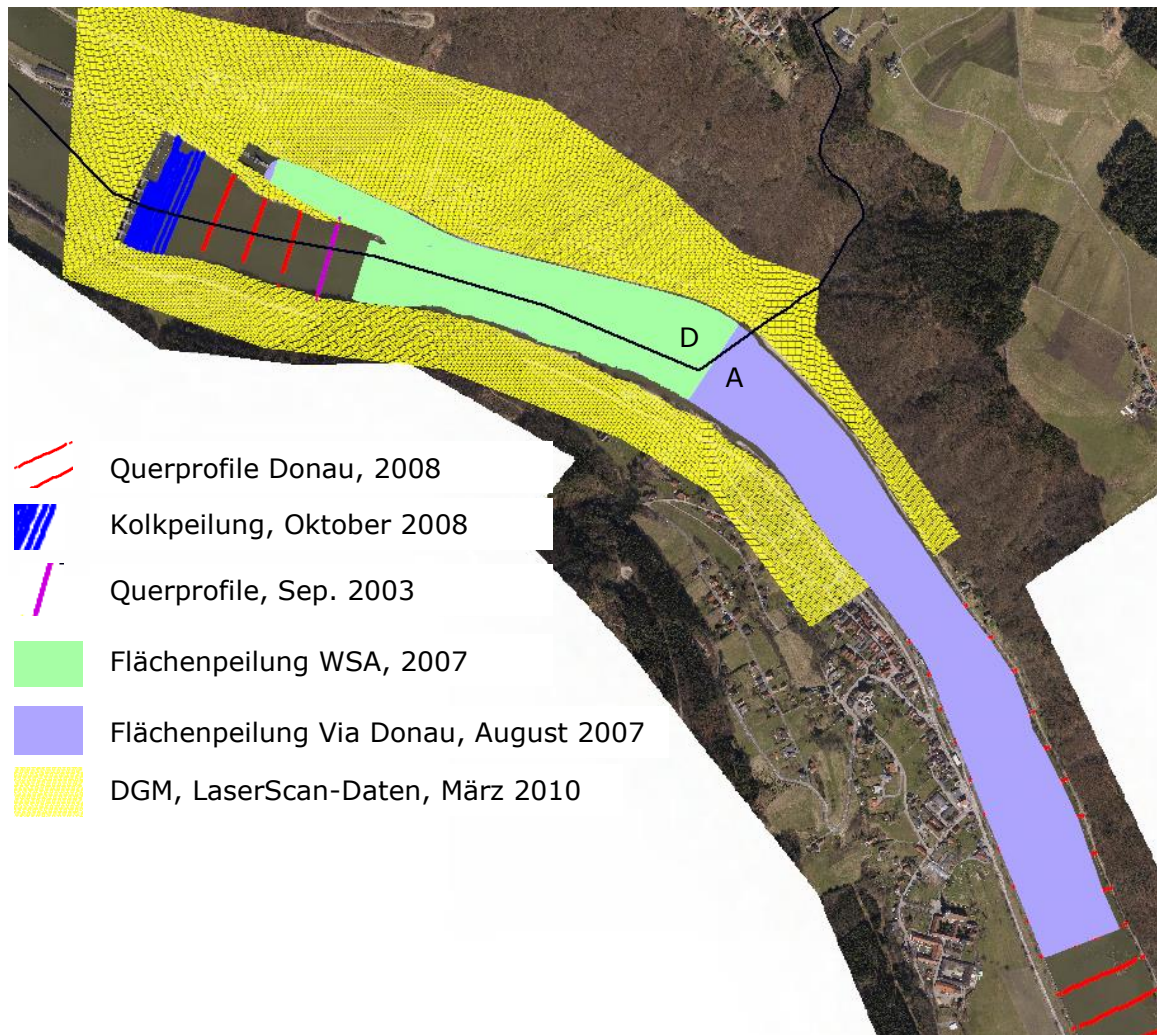 D
A
Querprofile Donau, 2008
Kolkpeilung, Oktober 2008
Querprofile, Sep. 2003
Flächenpeilung WSA, 2007
Flächenpeilung Via Donau, August 2007
DGM, LaserScan-Daten, März 2010